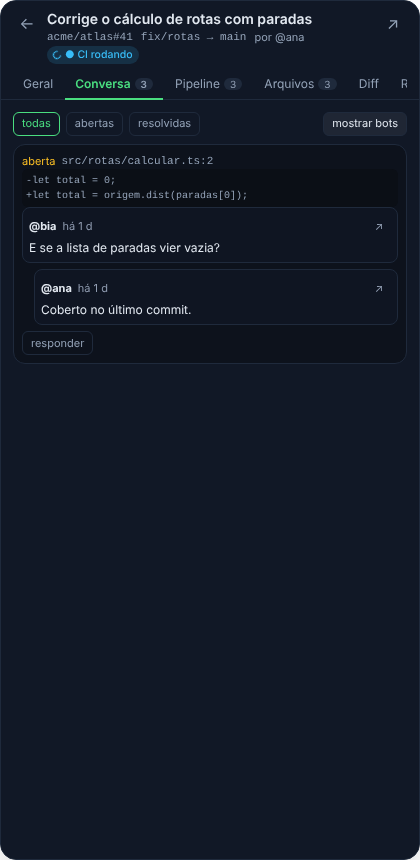 Corrige o cálculo de rotas com paradas
acme/atlas#41 fix/rotas → main por @ana
CI rodando
Geral Conversa 3 Pipeline 3 Arquivos 3 Diff R
todas abertas resolvidas mostrar bots
aberta src/rotas/calcular.ts:2
-let total = 0;
+let total = origem.dist(paradas[0]);
@bia há 1 d
E se a lista de paradas vier vazia?
@ana há 1 d
Coberto no último commit.
responder